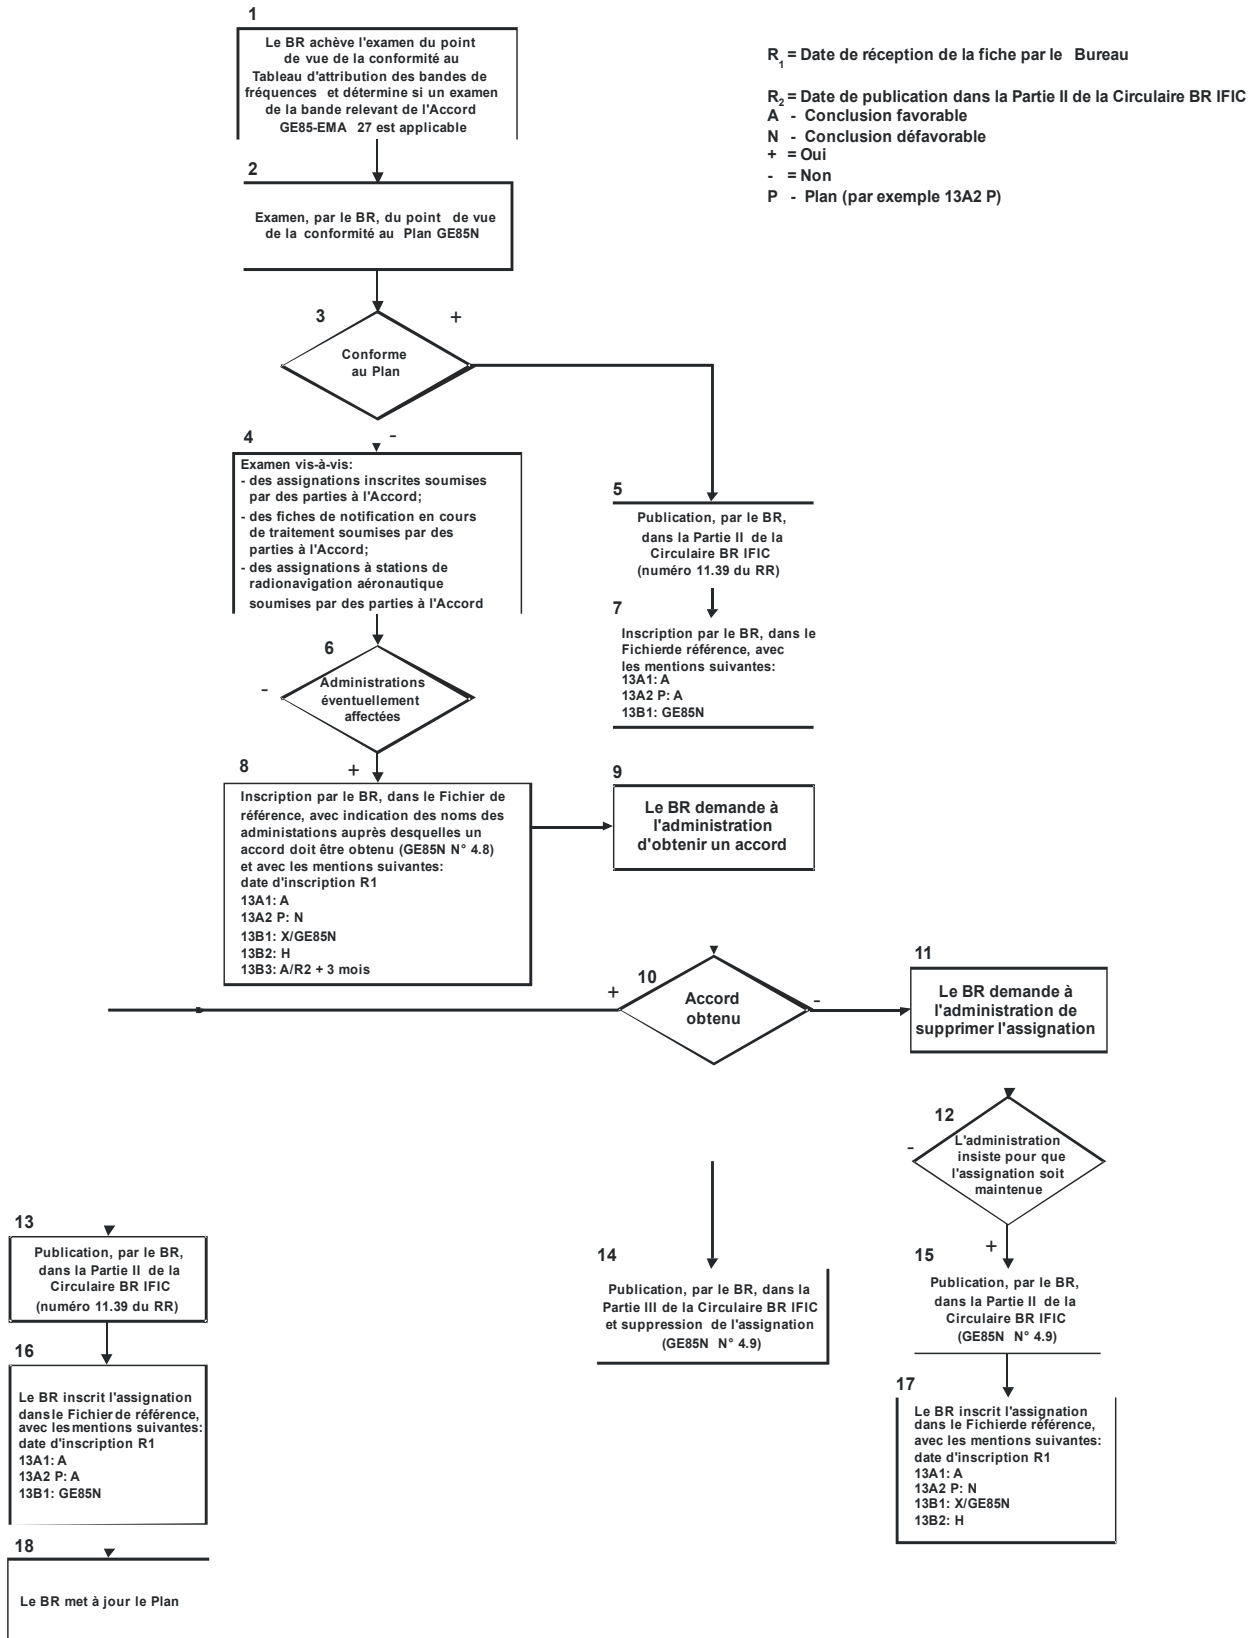 1
Le BR achève l'examen du point
de vue de la conformité au
Tableau d'attribution des bandes de
fréquences et détermine si un examen
de la bande relevant de l'Accord
GE85-EMA 27 est applicable
R1 = Date de réception de la fiche par le Bureau
R2 = Date de publication dans la Partie II de la Circulaire BR IFIC
A - Conclusion favorable
N - Conclusion défavorable
+ = Oui
- = Non
P - Plan (par exemple 13A2 P)
2
Examen, par le BR, du point de vue
de la conformité au Plan GE85N
3
+
Conforme
au Plan
-
4
Examen vis-à-vis:
- des assignations inscrites soumises
par des parties à l'Accord;
- des fiches de notification en cours
de traitement soumises par des
parties à l'Accord;
- des assignations à stations de
radionavigation aéronautique
soumises par des parties à l'Accord
5
Publication, par le BR,
dans la Partie II de la
Circulaire BR IFIC
(numéro 11.39 du RR)
6
-
Administrations
éventuellement
affectées
+
7
Inscription par le BR, dans le
Fichierde référence, avec
les mentions suivantes:
13A1: A
13A2 P: A
13B1: GE85N
8
Inscription par le BR, dans le Fichier de
référence, avec indication des noms des
administations auprès desquelles un
accord doit être obtenu (GE85N N° 4.8)
et avec les mentions suivantes:
date d'inscription R1
13A1: A
13A2 P: N
13B1: X/GE85N
13B2: H
13B3: A/R2 + 3 mois
9
Le BR demande à
l'administration
d'obtenir un accord
10
+
Accord
obtenu
-
11
Le BR demande à
l'administration de
supprimer l'assignation
12
-
L'administration
insiste pour que
l'assignation soit
maintenue
+
13
Publication, par le BR,
dans la Partie II de la
Circulaire BR IFIC
(numéro 11.39 du RR)
14
Publication, par le BR, dans la
Partie III de la Circulaire BR IFIC
et suppression de l'assignation
(GE85N N° 4.9)
15
Publication, par le BR,
dans la Partie II de la
Circulaire BR IFIC
(GE85N N° 4.9)
16
Le BR inscrit l'assignation
dans le Fichier de référence,
avec les mentions suivantes:
date d'inscription R1
13A1: A
13A2 P: A
13B1: GE85N
17
Le BR inscrit l'assignation
dans le Fichierde référence,
avec les mentions suivantes:
date d'inscription R1
13A1: A
13A2 P: N
13B1: X/GE85N
13B2: H
18
Le BR met à jour le Plan